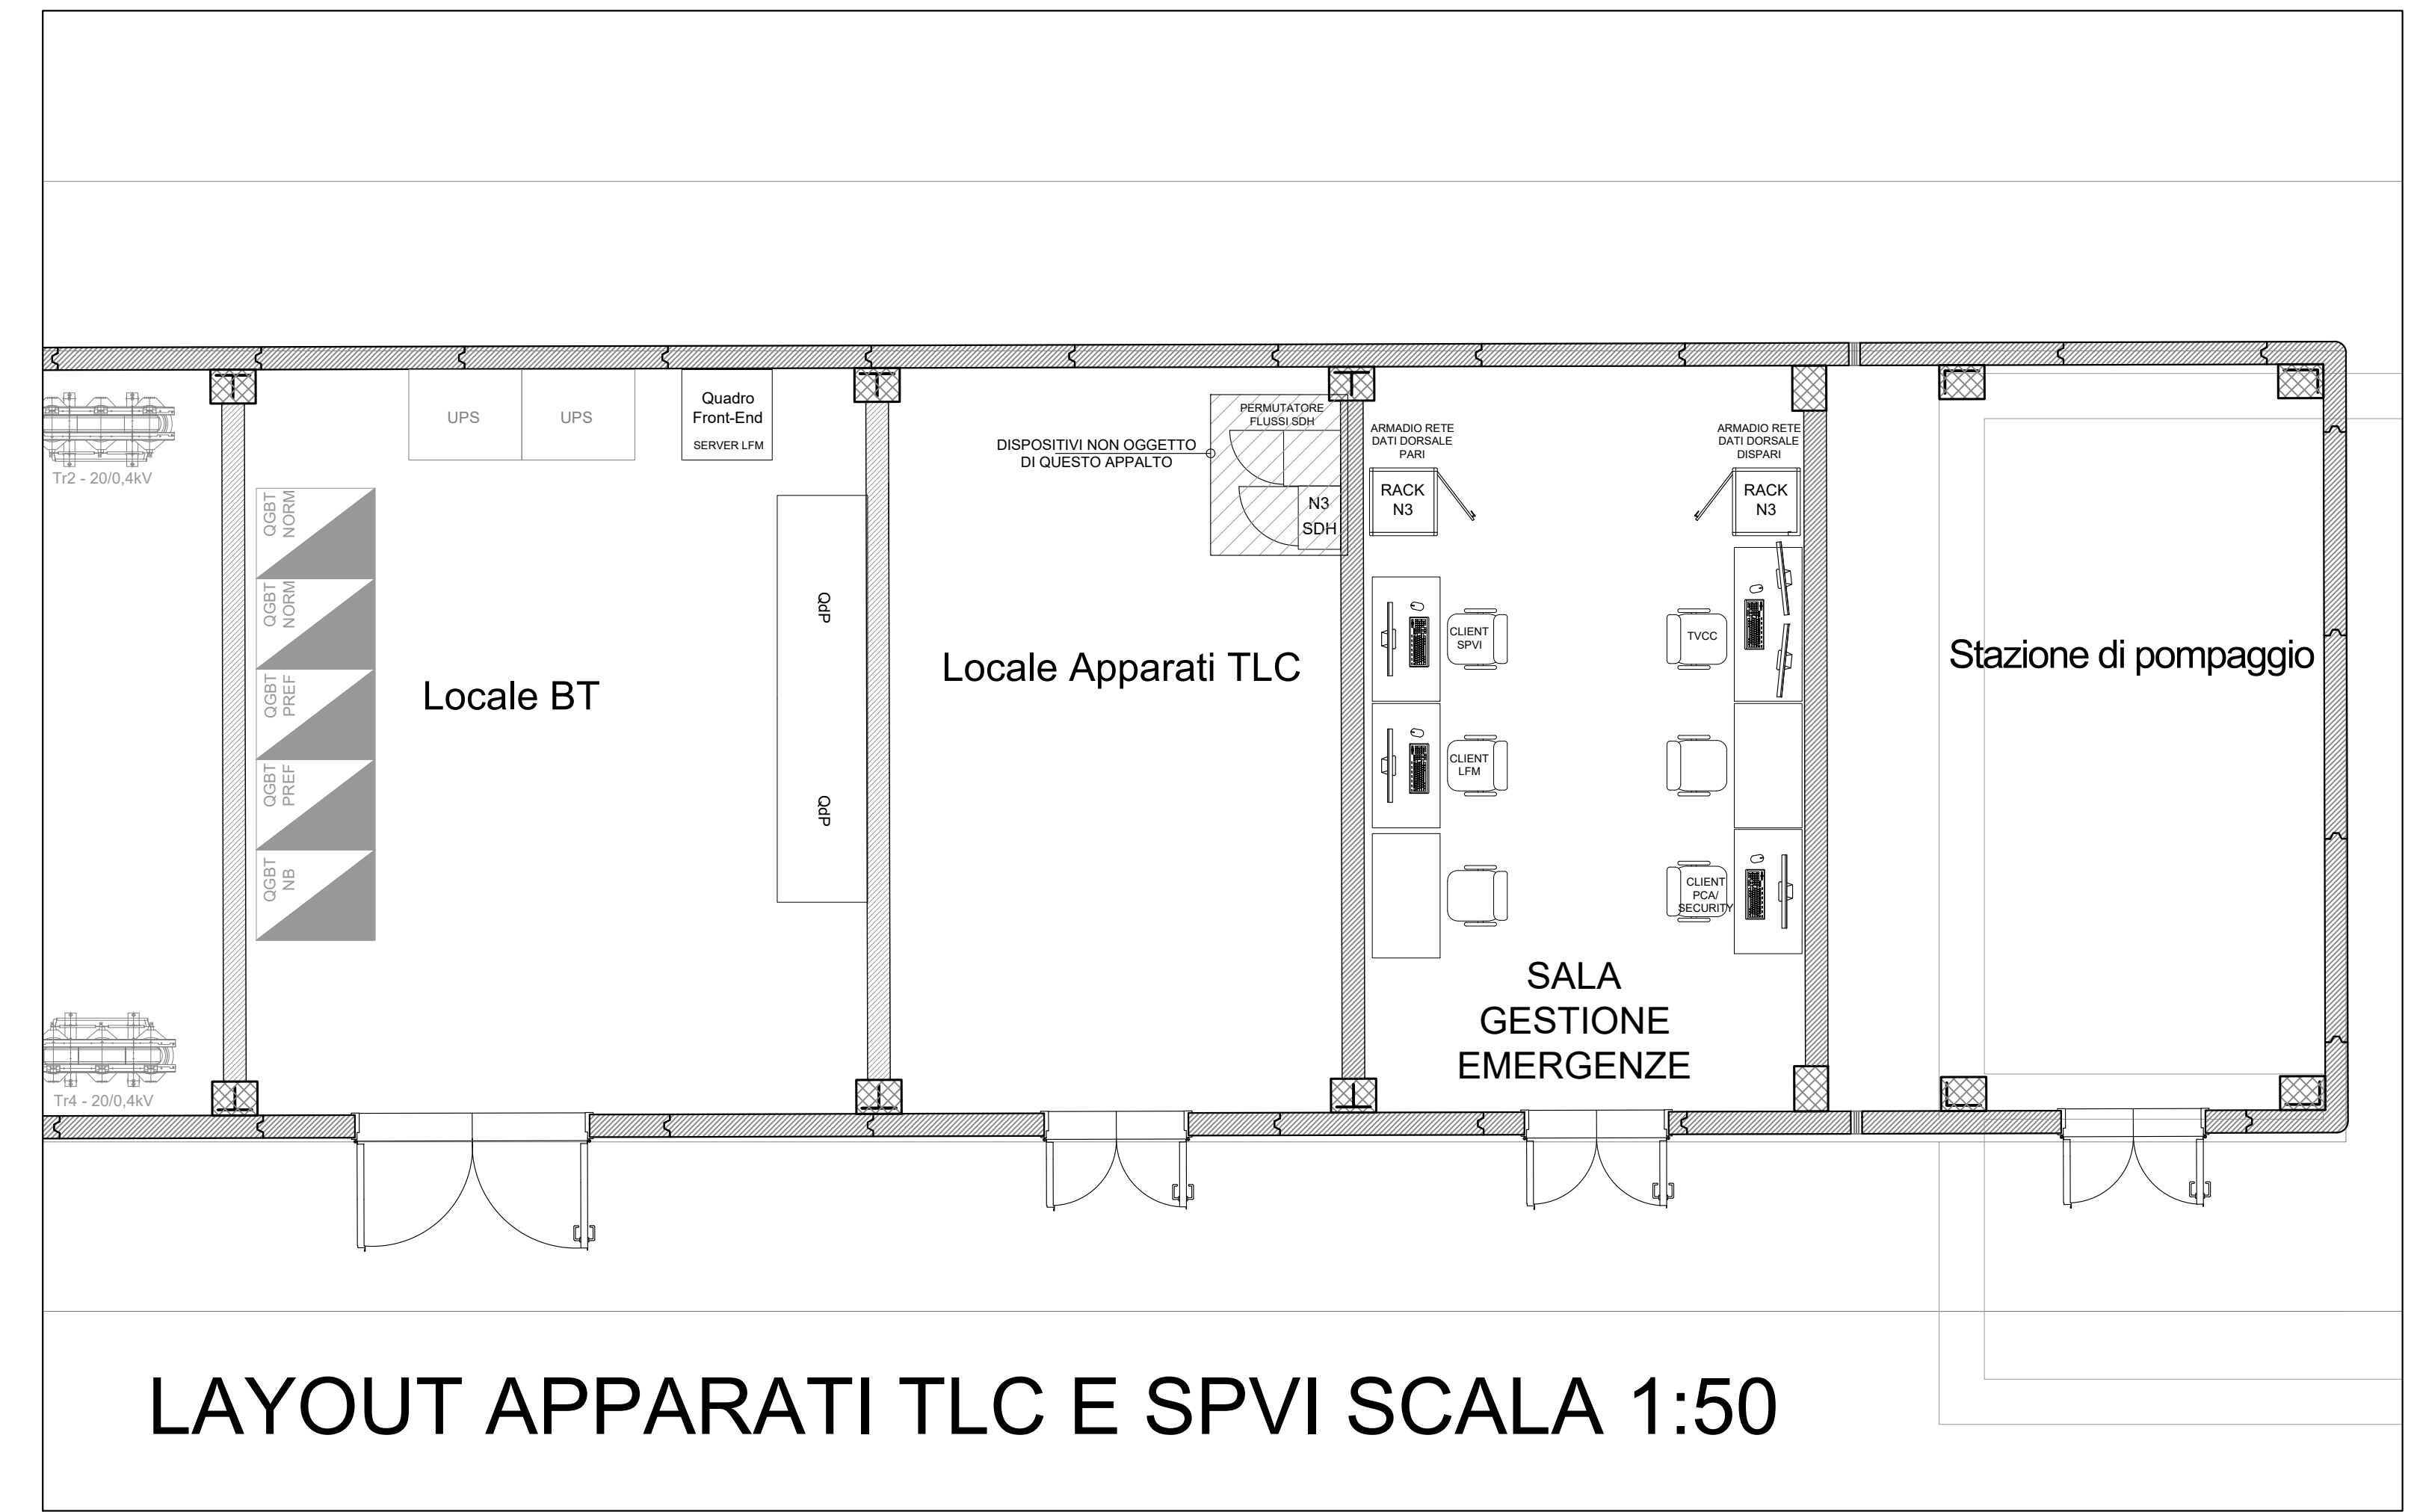 Tr2 - 20/0,4kV
Tr4 - 20/0,4kV
UPS
UPS
Quadro
Front-End
SERVER LFM
QGBT
NORM
QGBT
NORM
QGBT
PREF
QGBT
PREF
QGBT
NB
Locale BT
QdP
QdP
DISPOSITIVI NON OGGETTO
DI QUESTO APPALTO
PERMUTATORE
FLUSSI SDH
N3
SDH
Locale Apparati TLC
ARMADIO RETE
DATI DORSALE
PARI
RACK
N3
ARMADIO RETE
DATI DORSALE
DISPARI
RACK
N3
CLIENT
SPVI
TVCC
CLIENT
LFM
CLIENT
PCA/
SECURITY
SALA
GESTIONE
EMERGENZE
Stazione di pompaggio
LAYOUT APPARATI TLC E SPVI SCALA 1:50